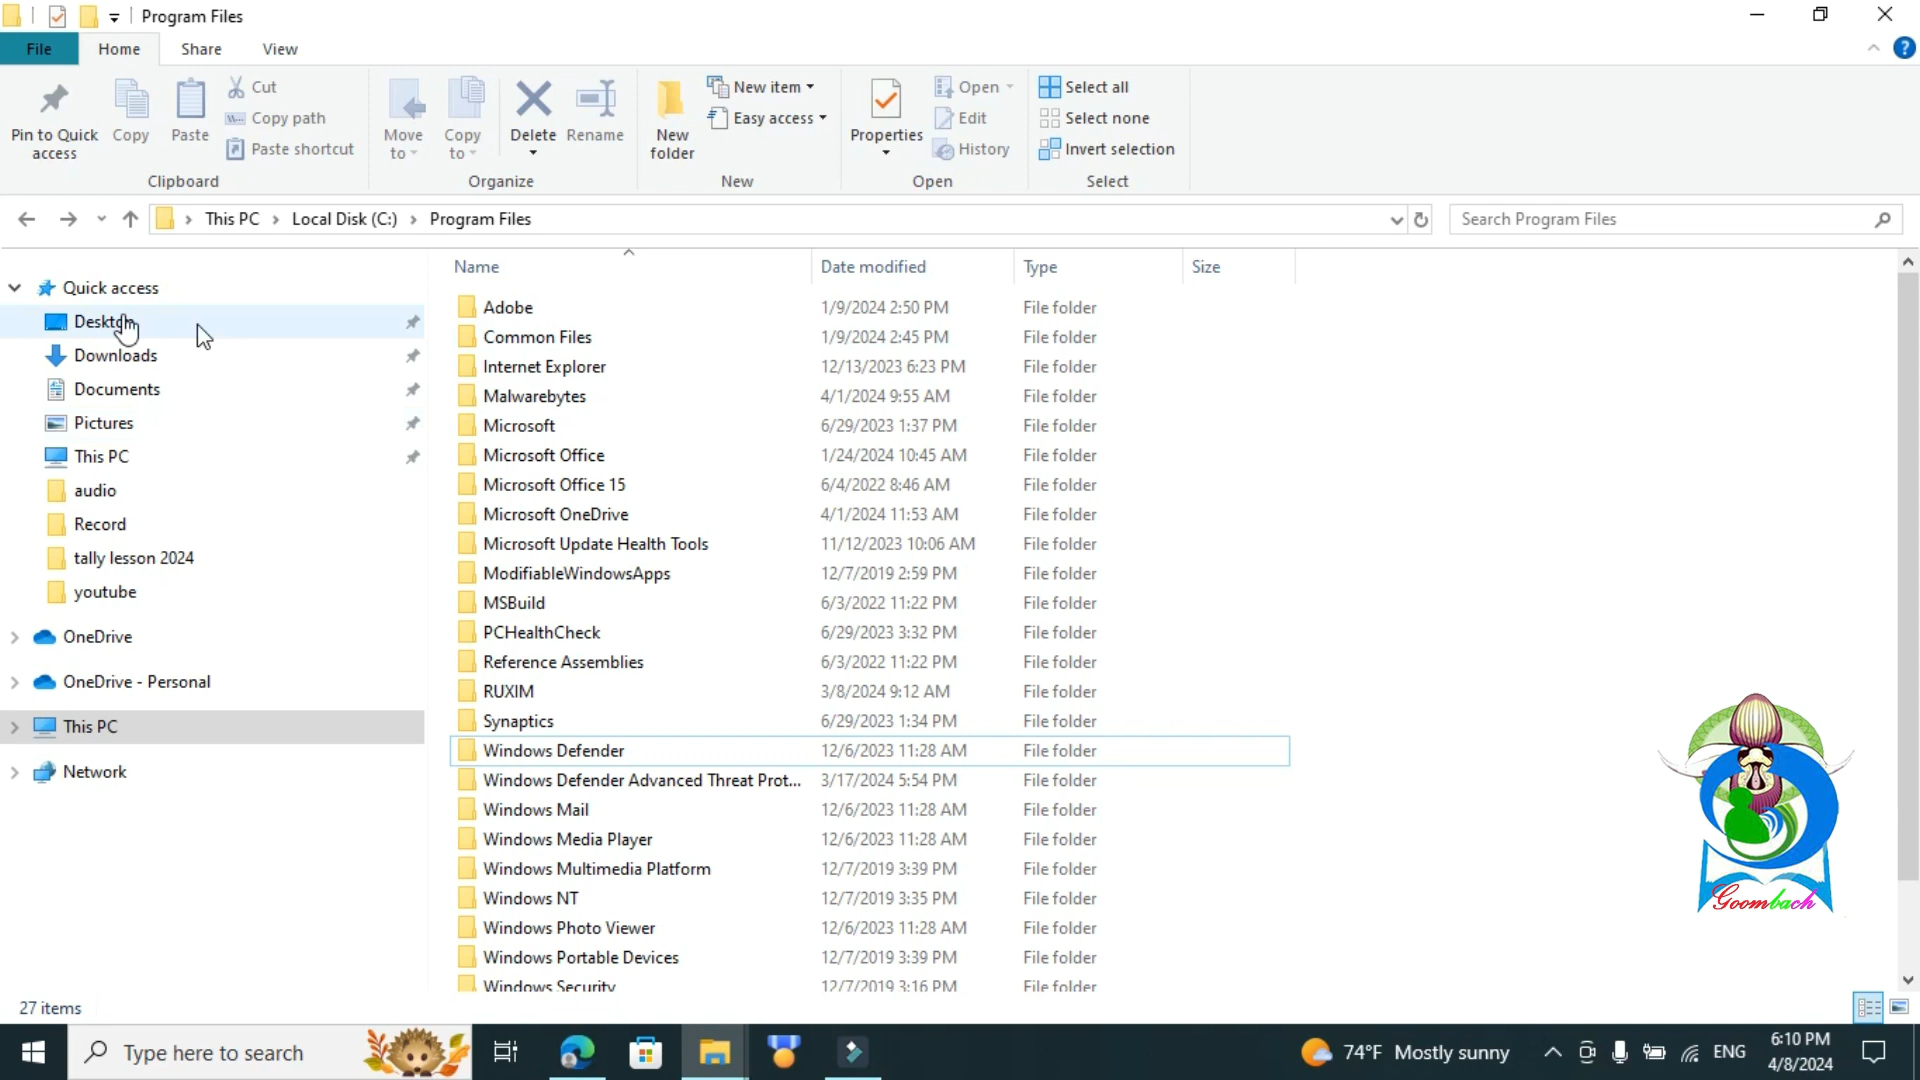 Program Files
File Home Share View
Pin to Quick access
Copy
Paste
Cut
Copy path
Paste shortcut
Move to
Copy to
Delete
Rename
New folder
New item
Easy access
Properties
Open
Edit
History
Select all
Select none
Invert selection
Clipboard Organize New Open Select
This PC Local Disk (C:) Program Files
Search Program Files
Quick access
Desktop
Downloads
Documents
Pictures
This PC
audio
Record
tally lesson 2024
youtube
OneDrive
OneDrive - Personal
This PC
Network
Name Date modified Type Size
Adobe 1/9/2024 2:50 PM File folder
Common Files 1/9/2024 2:45 PM File folder
Internet Explorer 12/13/2023 6:23 PM File folder
Malwarebytes 4/1/2024 9:55 AM File folder
Microsoft 6/29/2023 1:37 PM File folder
Microsoft Office 1/24/2024 10:45 AM File folder
Microsoft Office 15 6/4/2022 8:46 AM File folder
Microsoft OneDrive 4/1/2024 11:53 AM File folder
Microsoft Update Health Tools 11/12/2023 10:06 AM File folder
ModifiableWindowsApps 12/7/2019 2:59 PM File folder
MSBuild 6/3/2022 11:22 PM File folder
PCHealthCheck 6/29/2023 3:32 PM File folder
Reference Assemblies 6/3/2022 11:22 PM File folder
RUXIM 3/8/2024 9:12 AM File folder
Synaptics 6/29/2023 1:34 PM File folder
Windows Defender 12/6/2023 11:28 AM File folder
Windows Defender Advanced Threat Prot... 3/17/2024 5:54 PM File folder
Windows Mail 12/6/2023 11:28 AM File folder
Windows Media Player 12/6/2023 11:28 AM File folder
Windows Multimedia Platform 12/7/2019 3:39 PM File folder
Windows NT 12/7/2019 3:35 PM File folder
Windows Photo Viewer 12/6/2023 11:28 AM File folder
Windows Portable Devices 12/7/2019 3:39 PM File folder
Windows Security 12/7/2019 3:16 PM File folder
Goombach
27 items
Type here to search
74°F Mostly sunny
ENG
6:10 PM
4/8/2024